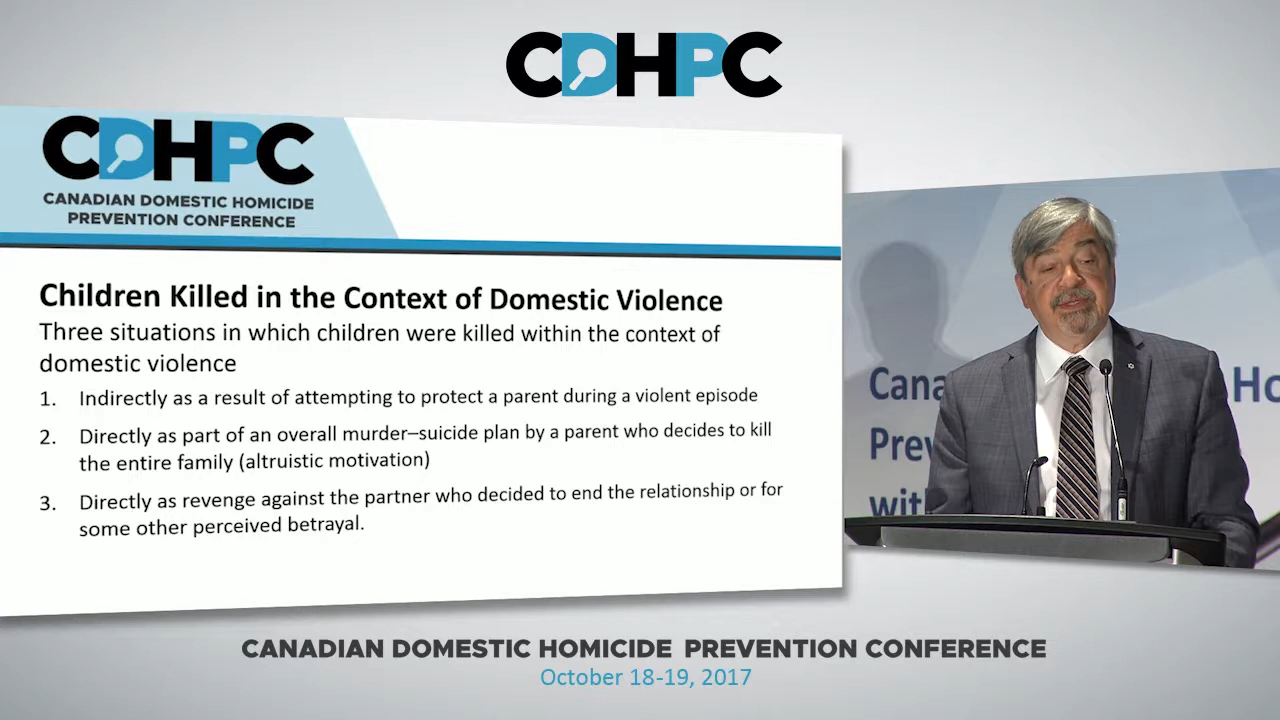 CDHPC
CDHPC
CANADIAN DOMESTIC HOMICIDE
PREVENTION CONFERENCE
Children Killed in the Context of Domestic Violence
Three situations in which children were killed within the context of
domestic violence
1. Indirectly as a result of attempting to protect a parent during a violent episode
2. Directly as part of an overall murder–suicide plan by a parent who decides to kill
the entire family (altruistic motivation)
3. Directly as revenge against the partner who decided to end the relationship or for
some other perceived betrayal.
Cana Ho
Prev
with
CANADIAN DOMESTIC HOMICIDE PREVENTION CONFERENCE
October 18-19, 2017